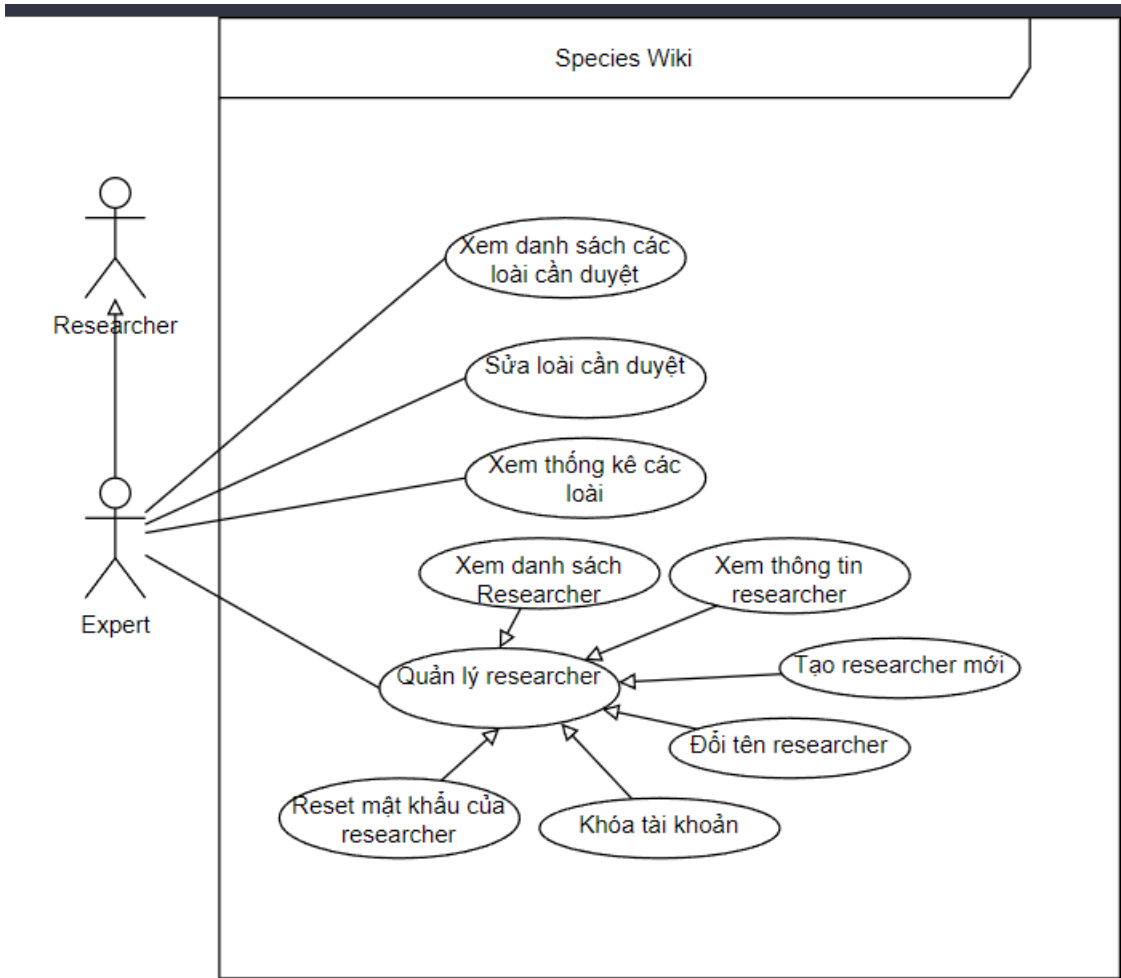 Species Wiki
Researcher
Expert
Xem danh sách các
loài cần duyệt
Sửa loài cần duyệt
Xem thống kê các
loài
Xem danh sách
Researcher
Xem thông tin
researcher
Quản lý researcher
Tạo researcher mới
Đổi tên researcher
Reset mật khẩu của
researcher
Khóa tài khoản